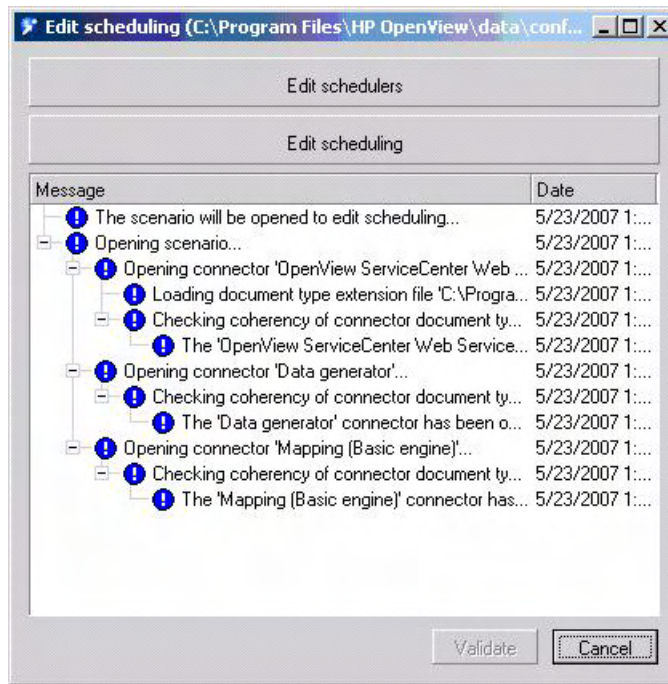 Edit scheduling (C:\Program Files\HP OpenView\data\conf...
Edit schedulers
Edit scheduling
Message Date
The scenario will be opened to edit scheduling... 5/23/2007 1:...
Opening scenario... 5/23/2007 1:...
Opening connector 'OpenView ServiceCenter Web ... 5/23/2007 1:...
Loading document type extension file 'C:\Progra... 5/23/2007 1:...
Checking coherency of connector document ty... 5/23/2007 1:...
The 'OpenView ServiceCenter Web Service... 5/23/2007 1:...
Opening connector 'Data generator'... 5/23/2007 1:...
Checking coherency of connector document ty... 5/23/2007 1:...
The 'Data generator' connector has been o... 5/23/2007 1:...
Opening connector 'Mapping (Basic engine)'... 5/23/2007 1:...
Checking coherency of connector document ty... 5/23/2007 1:...
The 'Mapping (Basic engine)' connector has... 5/23/2007 1:...
Validate Cancel